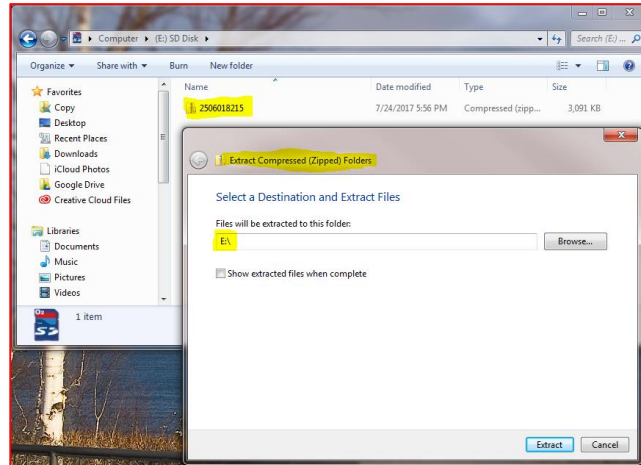 Computer ▸ (E:) SD Disk ▸
Search (E:) ...
Organize Share with Burn New folder
Favorites
Copy
Desktop
Recent Places
Downloads
iCloud Photos
Google Drive
Creative Cloud Files
Libraries
Documents
Music
Pictures
Videos
Name Date modified Type Size
2506018215 7/24/2017 5:56 PM Compressed (zipp... 3,091 KB
1 item
SD
Extract Compressed (Zipped) Folders
Select a Destination and Extract Files
Files will be extracted to this folder:
E:\
Browse...
Show extracted files when complete
Extract Cancel